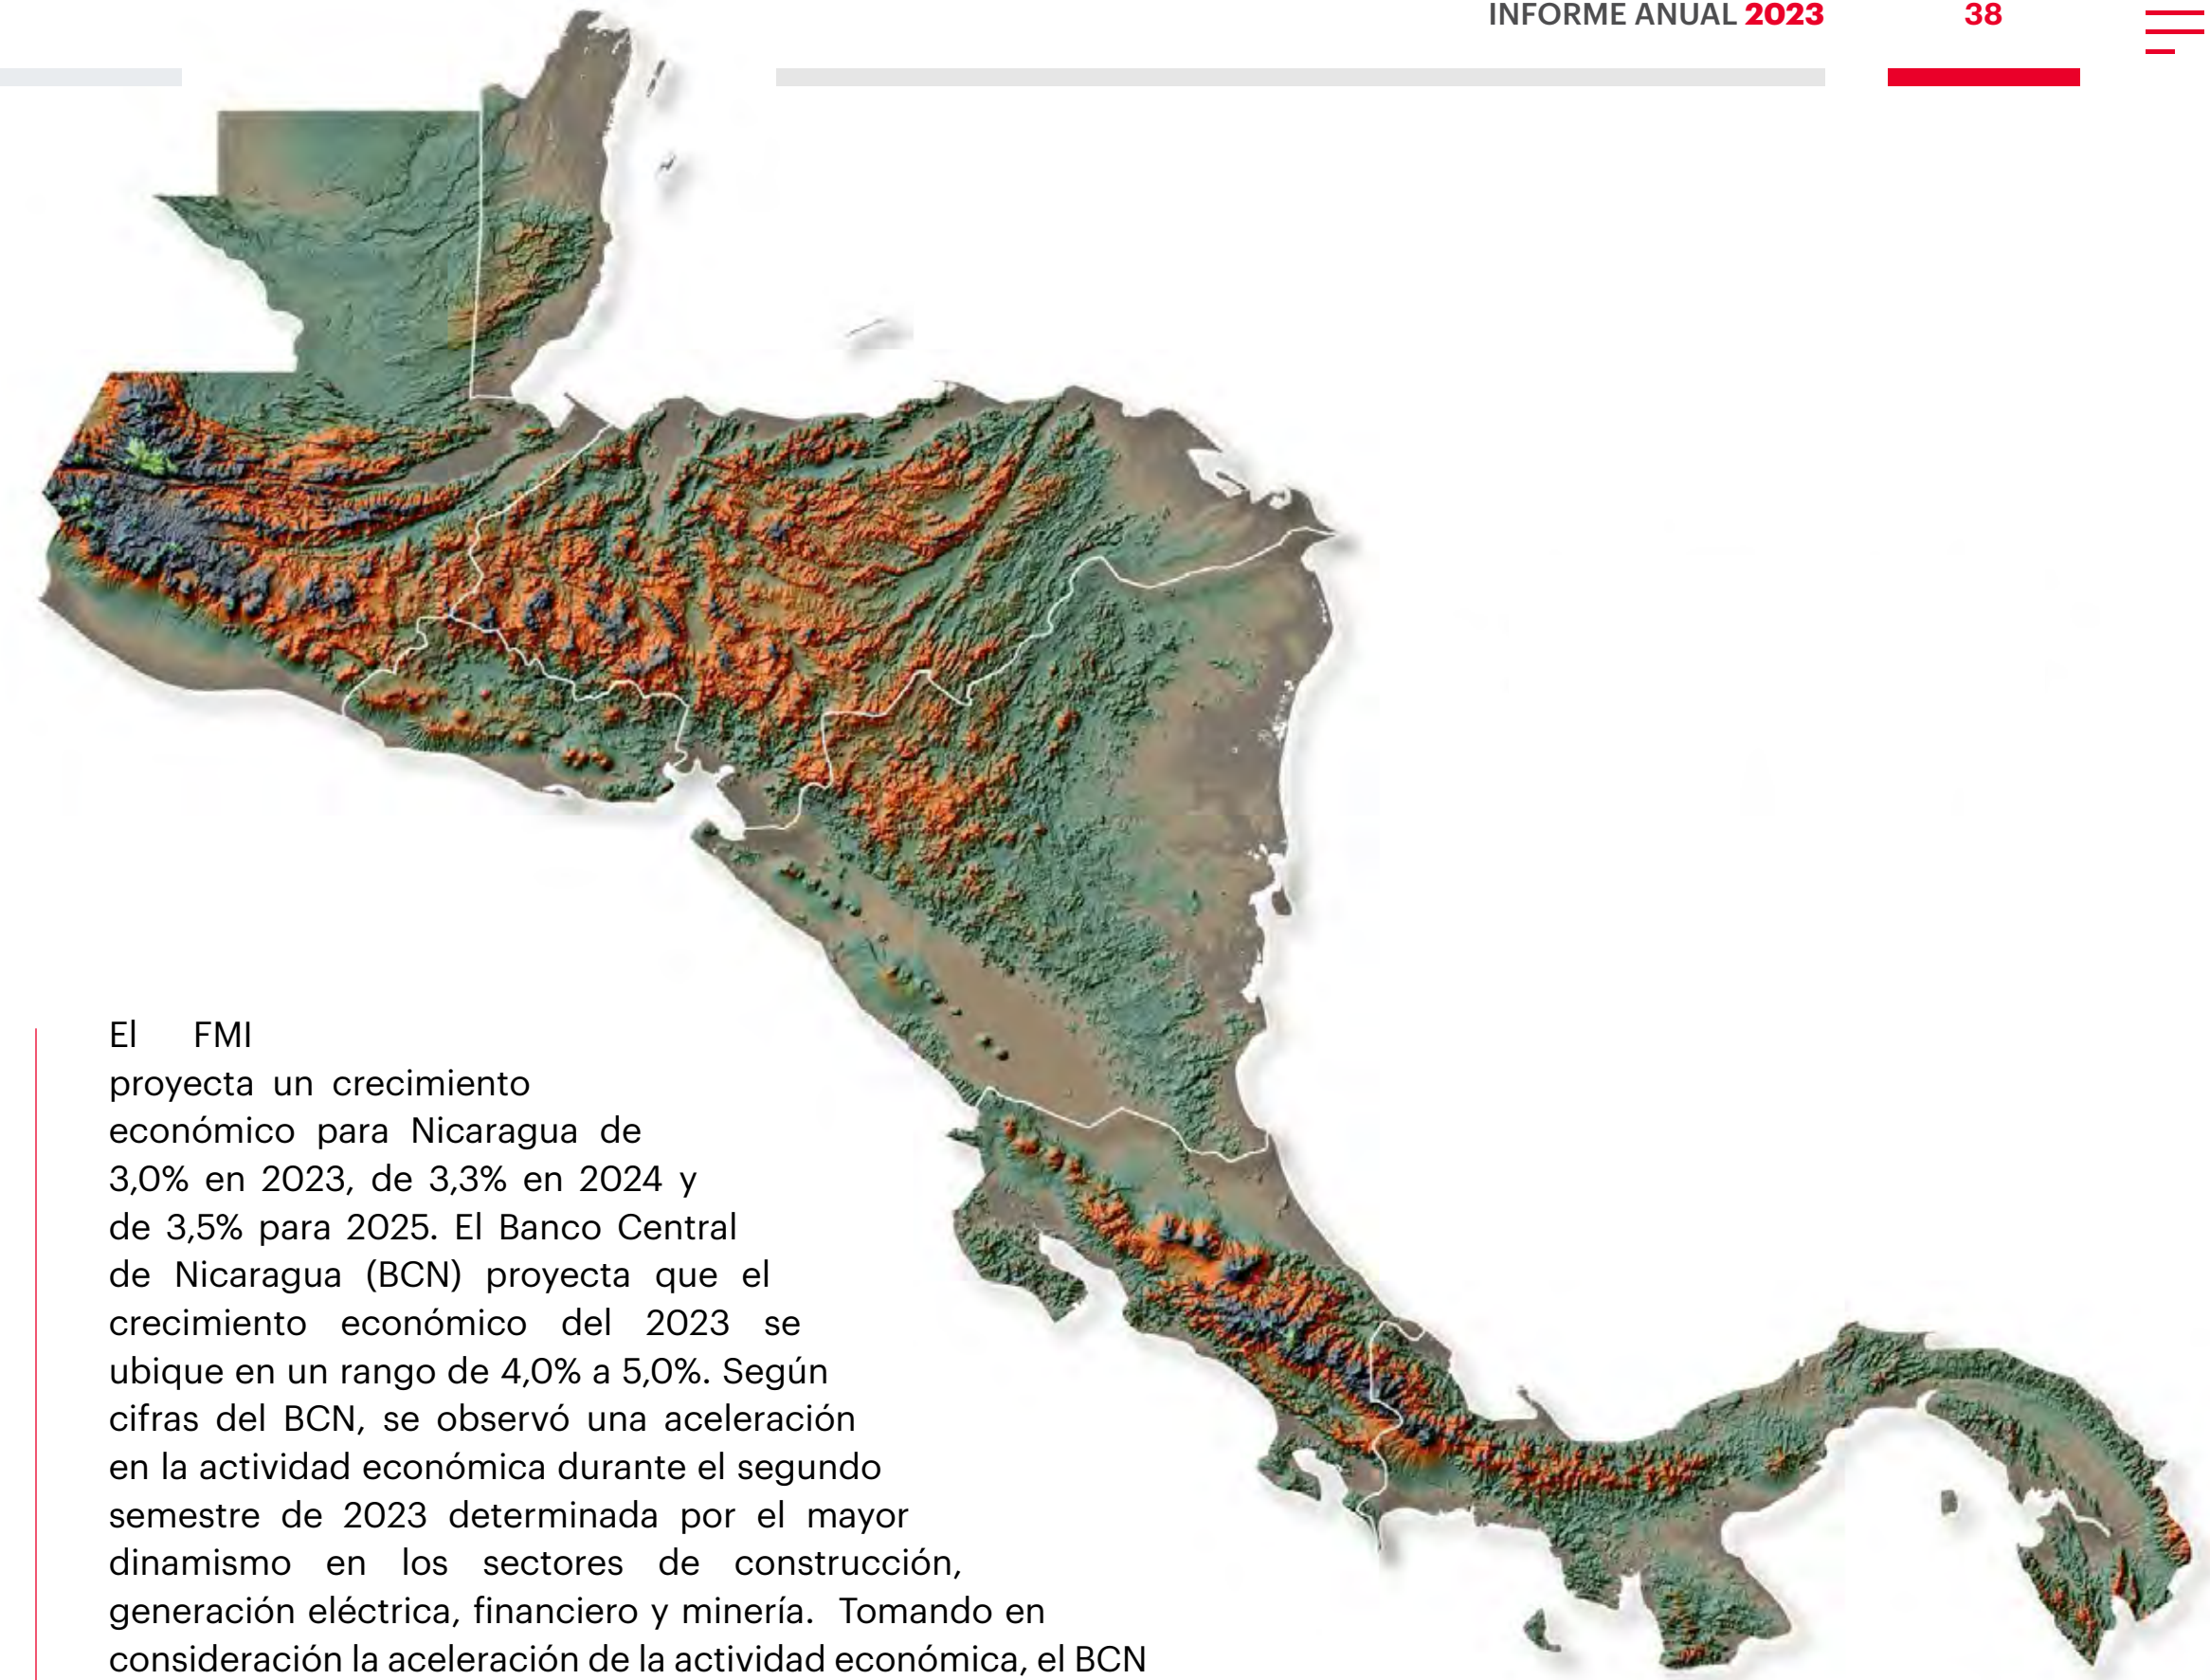 INFORME ANUAL 2023 38
El FMI
proyecta un crecimiento
económico para Nicaragua de
3,0% en 2023, de 3,3% en 2024 y
de 3,5% para 2025. El Banco Central
de Nicaragua (BCN) proyecta que el
crecimiento económico del 2023 se
ubique en un rango de 4,0% a 5,0%. Según
cifras del BCN, se observó una aceleración
en la actividad económica durante el segundo
semestre de 2023 determinada por el mayor
dinamismo en los sectores de construcción,
generación eléctrica, financiero y minería. Tomando en
consideración la aceleración de la actividad económica, el BCN